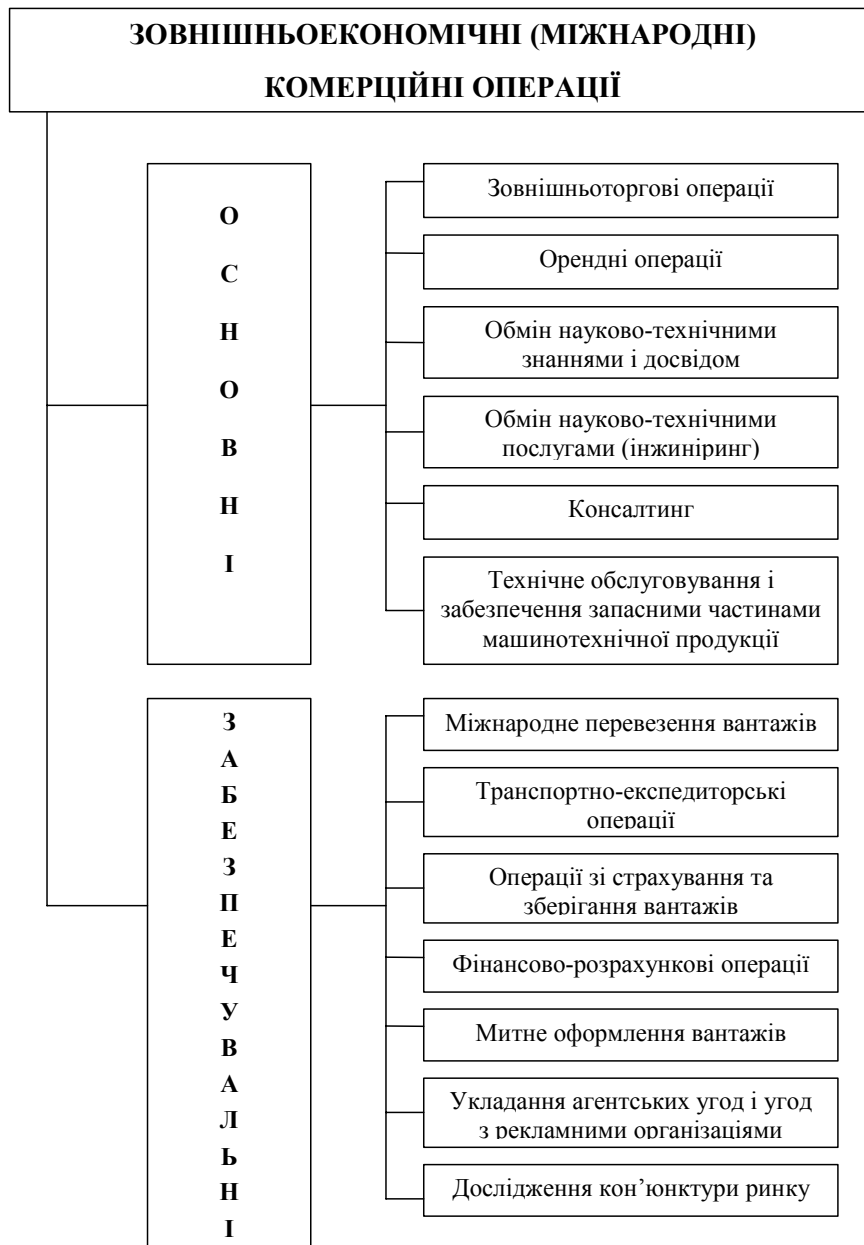 ЗОВНІШНЬОЕКОНОМІЧНІ (МІЖНАРОДНІ)
КОМЕРЦІЙНІ ОПЕРАЦІЇ
О
С
Н
О
В
Н
І
Зовнішньоторгові операції
Орендні операції
Обмін науково-технічними
знаннями і досвідом
Обмін науково-технічними
послугами (інжиніринг)
Консалтинг
Технічне обслуговування і
забезпечення запасними частинами
машинотехнічної продукції
З
А
Б
Е
З
П
Е
Ч
У
В
А
Л
Ь
Н
І
Міжнародне перевезення вантажів
Транспортно-експедиторські
операції
Операції зі страхування та
зберігання вантажів
Фінансово-розрахункові операції
Митне оформлення вантажів
Укладання агентських угод і угод
з рекламними організаціями
Дослідження кон’юнктури ринку